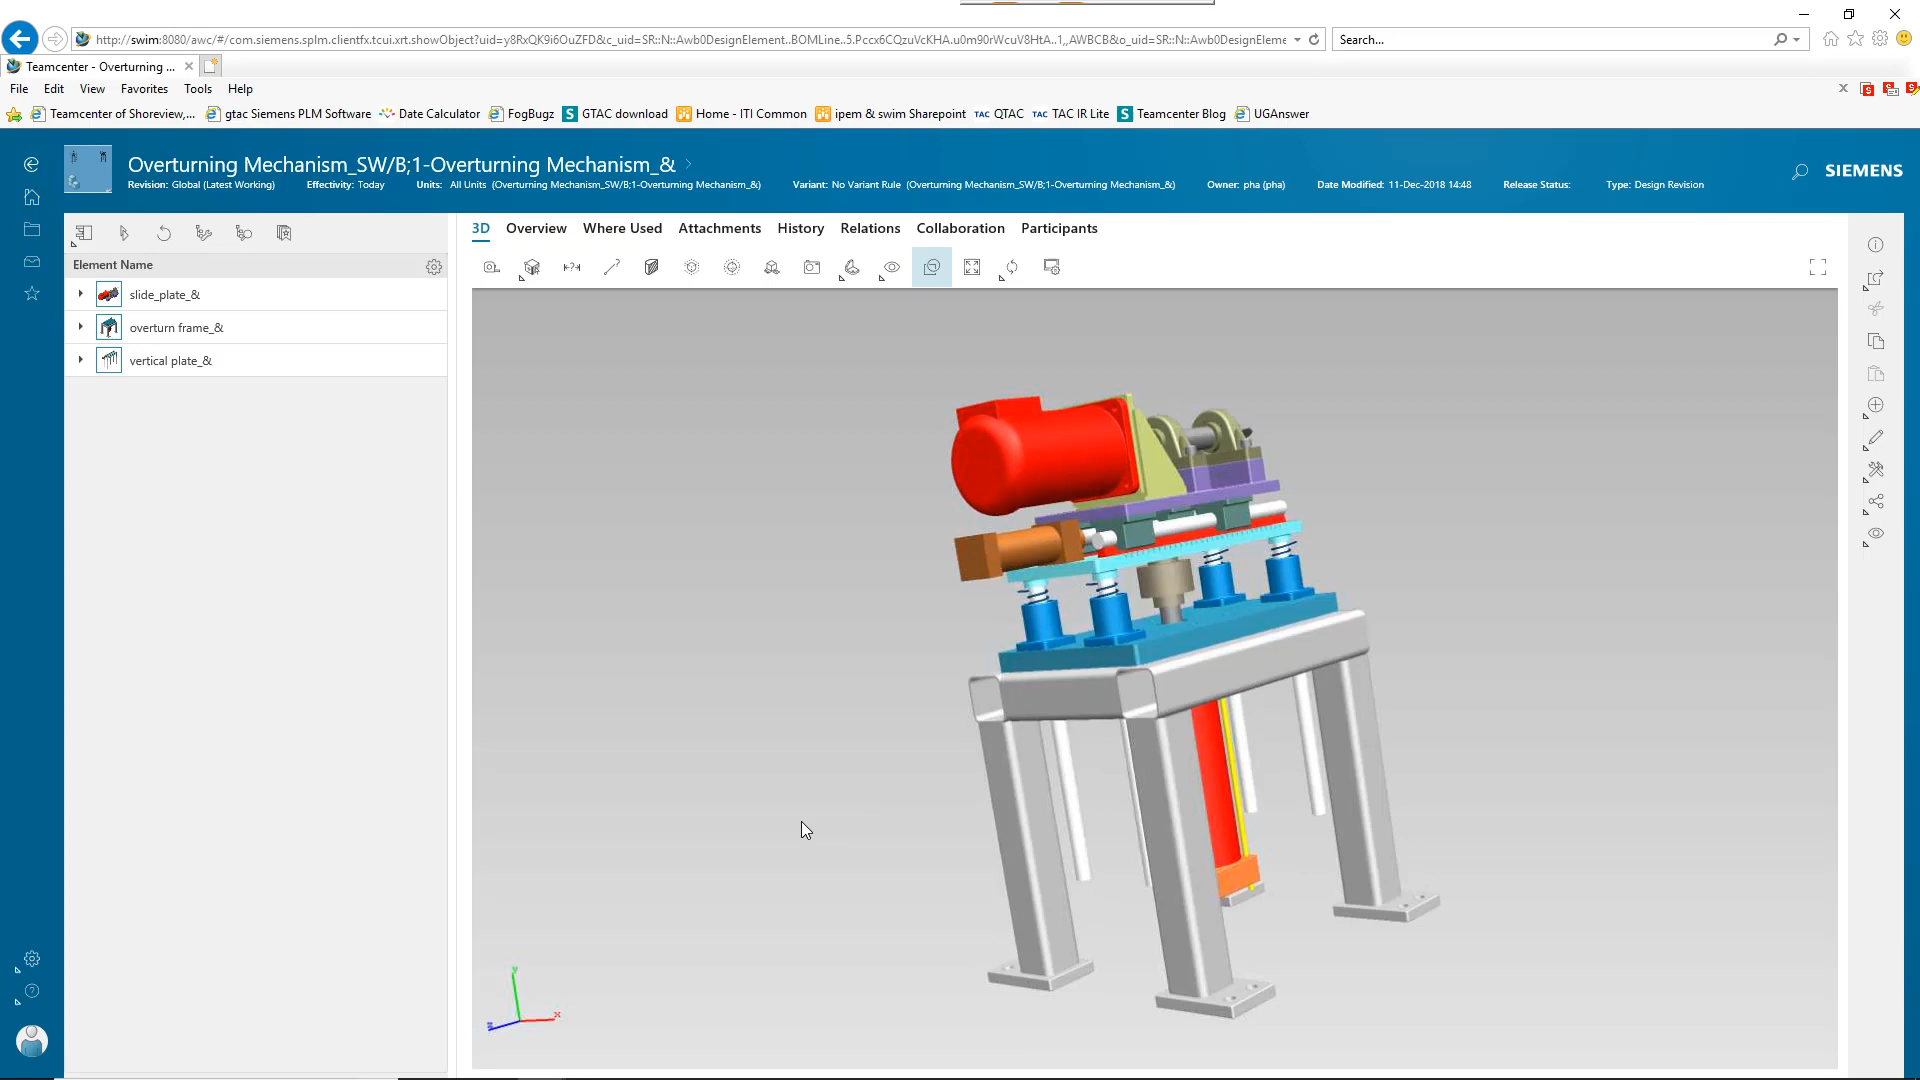 http://swim:8080/awc/#/com.siemens.splm.clientfx.tcui.xrt.showObject?uid=y8RxQK9i6OuZFD&c_uid=SR::N::Awb0DesignElement..BOMLine..5.Pccx6CQzuVcKHA.u0m90rWcuV8HtA..1,,AWBCB&o_uid=SR::N::Awb0DesignEleme
Search...
Teamcenter - Overturning ...
File Edit View Favorites Tools Help
Teamcenter of Shoreview,... gtac Siemens PLM Software Date Calculator FogBugz GTAC download Home - ITI Common ipem & swim Sharepoint TAC QTAC TAC TAC IR Lite Teamcenter Blog UGAnswer
Overturning Mechanism_SW/B;1-Overturning Mechanism_&
SIEMENS
Revision: Global (Latest Working) Effectivity: Today Units: All Units (Overturning Mechanism_SW/B;1-Overturning Mechanism_&) Variant: No Variant Rule (Overturning Mechanism_SW/B;1-Overturning Mechanism_&) Owner: pha (pha) Date Modified: 11-Dec-2018 14:48 Release Status: Type: Design Revision
3D Overview Where Used Attachments History Relations Collaboration Participants
Element Name
slide_plate_&
overturn frame_&
vertical plate_&
y
x
z